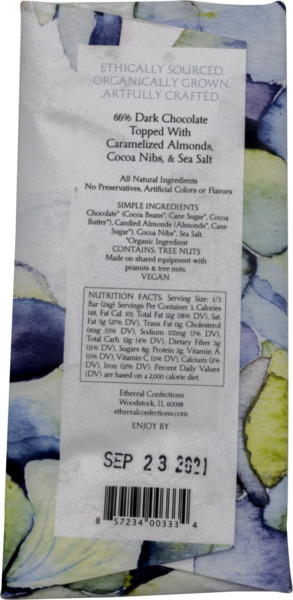 ETHICALLY SOURCED.
ORGANICALLY GROWN.
ARTFULLY CRAFTED
66% Dark Chocolate
Topped With
Caramelized Almonds,
Cocoa Nibs, & Sea Salt
All Natural Ingredients
No Preservatives, Artificial Colors or Flavors
SIMPLE INGREDIENTS
Chocolate* (Cocoa Beans*, Cane Sugar*, Cocoa
Butter*), Candied Almonds (Almonds*, Cane
Sugar*), Cocoa Nibs*, Sea Salt
*Organic Ingredient
CONTAINS: TREE NUTS
Made on shared equipment with
peanuts & tree nuts.
VEGAN
NUTRITION FACTS: Serving Size: 1/3
Bar (24g) Servings Per Container 3, Calories
148, Fat Cal. 101, Total Fat 12g (18% DV), Sat.
Fat 5g (27% DV), Trans Fat 0g, Cholesterol
0mg (0% DV), Sodium 172mg (7% DV),
Total Carb 12g (4% DV), Dietary Fiber 3g
(13% DV), Sugars 8g, Protein 2g, Vitamin A
(0% DV), Vitamin C (0% DV), Calcium (2%
DV), Iron (12% DV). Percent Daily Values
(DV) are based on a 2,000 calorie diet.
Ethereal Confections
Woodstock, IL 60098
etherealconfections.com
ENJOY BY
SEP 23 2021
8 57234 00333 4